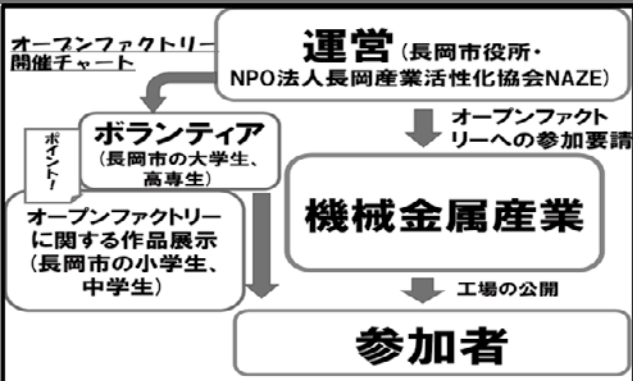 オープンファクトリー
開催チャート
運営(長岡市役所・
NPO法人長岡産業活性化協会NAZE)
オープンファクト
リーへの参加要請
ボランティア
(長岡市の大学生、
高専生)
ポイント!
オープンファクトリー
に関する作品展示
(長岡市の小学生、
中学生)
機械金属産業
工場の公開
参加者